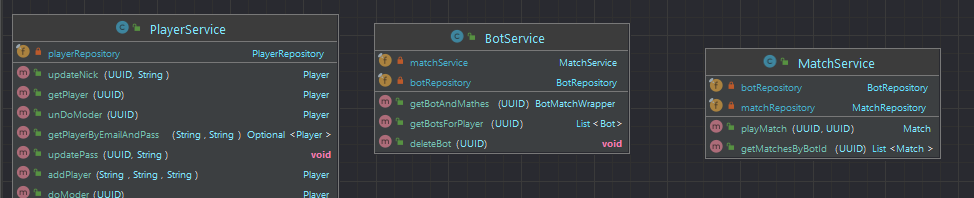 PlayerService
playerRepository PlayerRepository
updateNick (UUID, String ) Player
getPlayer (UUID) Player
unDoModer (UUID) Player
getPlayerByEmailAndPass (String , String ) Optional <Player >
updatePass (UUID, String ) void
addPlayer (String , String , String ) Player
doModer (UUID) Player
BotService
matchService MatchService
botRepository BotRepository
getBotAndMathes (UUID) BotMatchWrapper
getBotsForPlayer (UUID) List <Bot>
deleteBot (UUID) void
MatchService
botRepository BotRepository
matchRepository MatchRepository
playMatch (UUID, UUID) Match
getMatchesByBotId (UUID) List <Match >